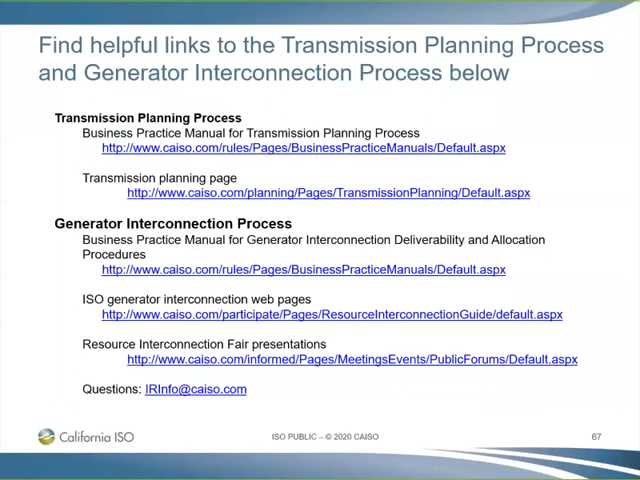 Find helpful links to the Transmission Planning Process
and Generator Interconnection Process below
Transmission Planning Process
Business Practice Manual for Transmission Planning Process
http://www.caiso.com/rules/Pages/BusinessPracticeManuals/Default.aspx
Transmission planning page
http://www.caiso.com/planning/Pages/TransmissionPlanning/Default.aspx
Generator Interconnection Process
Business Practice Manual for Generator Interconnection Deliverability and Allocation
Procedures
http://www.caiso.com/rules/Pages/BusinessPracticeManuals/Default.aspx
ISO generator interconnection web pages
http://www.caiso.com/participate/Pages/ResourceInterconnectionGuide/default.aspx
Resource Interconnection Fair presentations
http://www.caiso.com/informed/Pages/MeetingsEvents/PublicForums/Default.aspx
Questions: IRInfo@caiso.com
California ISO
ISO PUBLIC – © 2020 CAISO
67